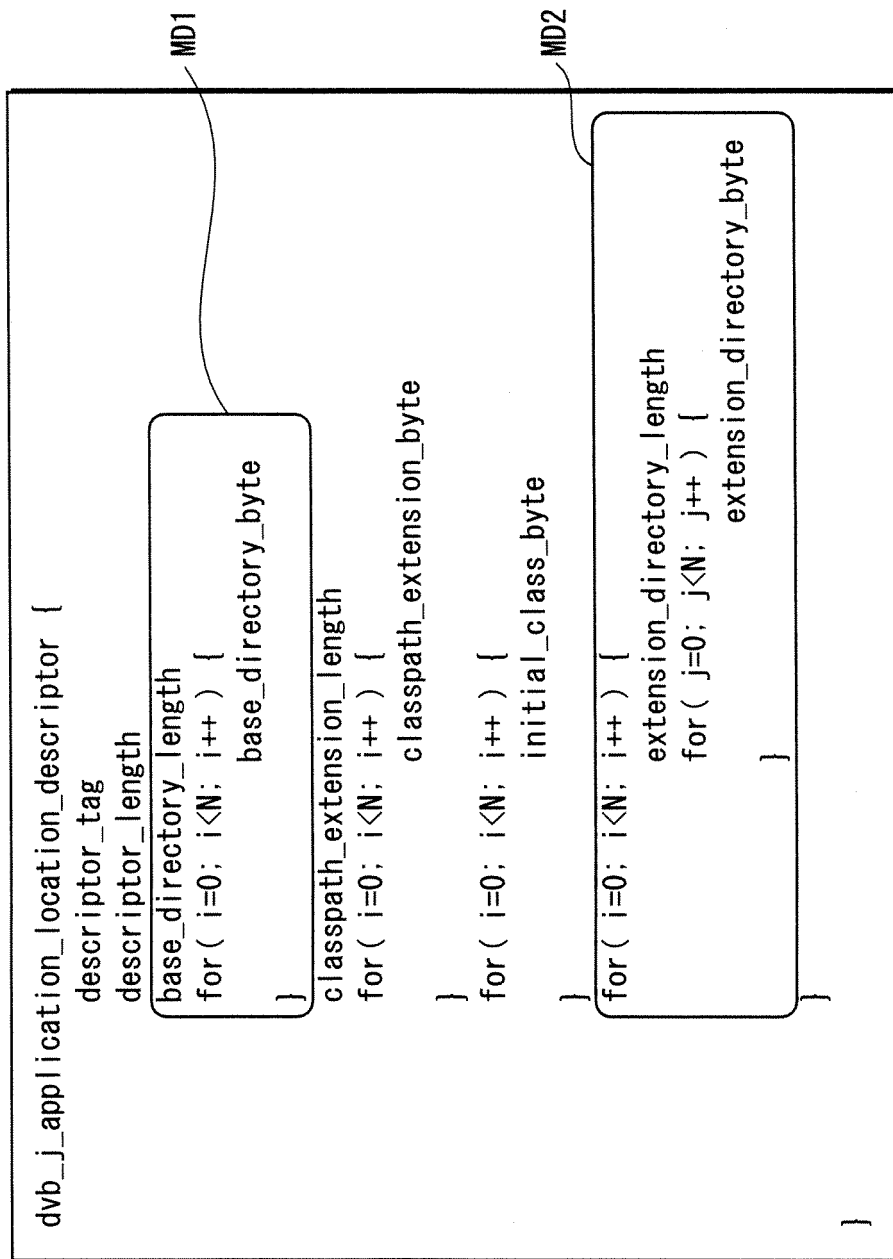 dvb_j_application_location_descriptor {
descriptor_tag
descriptor_length
base_directory_length
for( i=0; i<N; i++ ) {
base_directory_byte
}
classpath_extension_length
for( i=0; i<N; i++ ) {
classpath_extension_byte
}
for( i=0; i<N; i++ ) {
initial_class_byte
}
for( i=0; i<N; i++ ) {
extension_directory_length
for( j=0; j<N; j++ ) {
extension_directory_byte
}
}
}
MD1
MD2